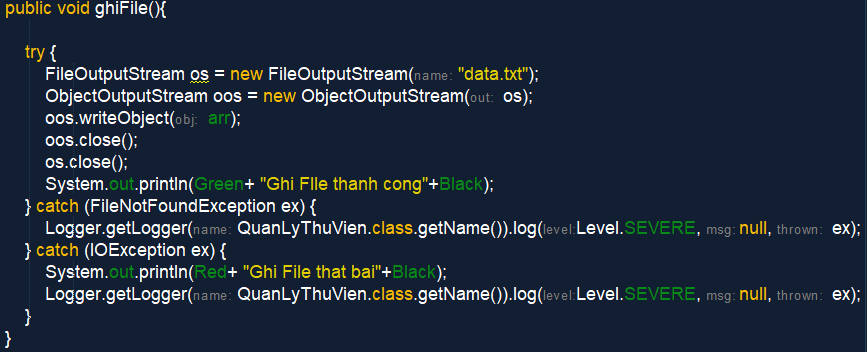 public void ghiFile(){
try {
FileOutputStream os = new FileOutputStream(name: "data.txt");
ObjectOutputStream oos = new ObjectOutputStream(out: os);
oos.writeObject(obj: arr);
oos.close();
os.close();
System.out.println(Green+ "Ghi FIle thanh cong"+Black);
} catch (FileNotFoundException ex) {
Logger.getLogger(name: QuanLyThuVien.class.getName()).log(level:Level.SEVERE, msg: null, thrown: ex);
} catch (IOException ex) {
System.out.println(Red+ "Ghi File that bai"+Black);
Logger.getLogger(name: QuanLyThuVien.class.getName()).log(level:Level.SEVERE, msg: null, thrown: ex);
}
}